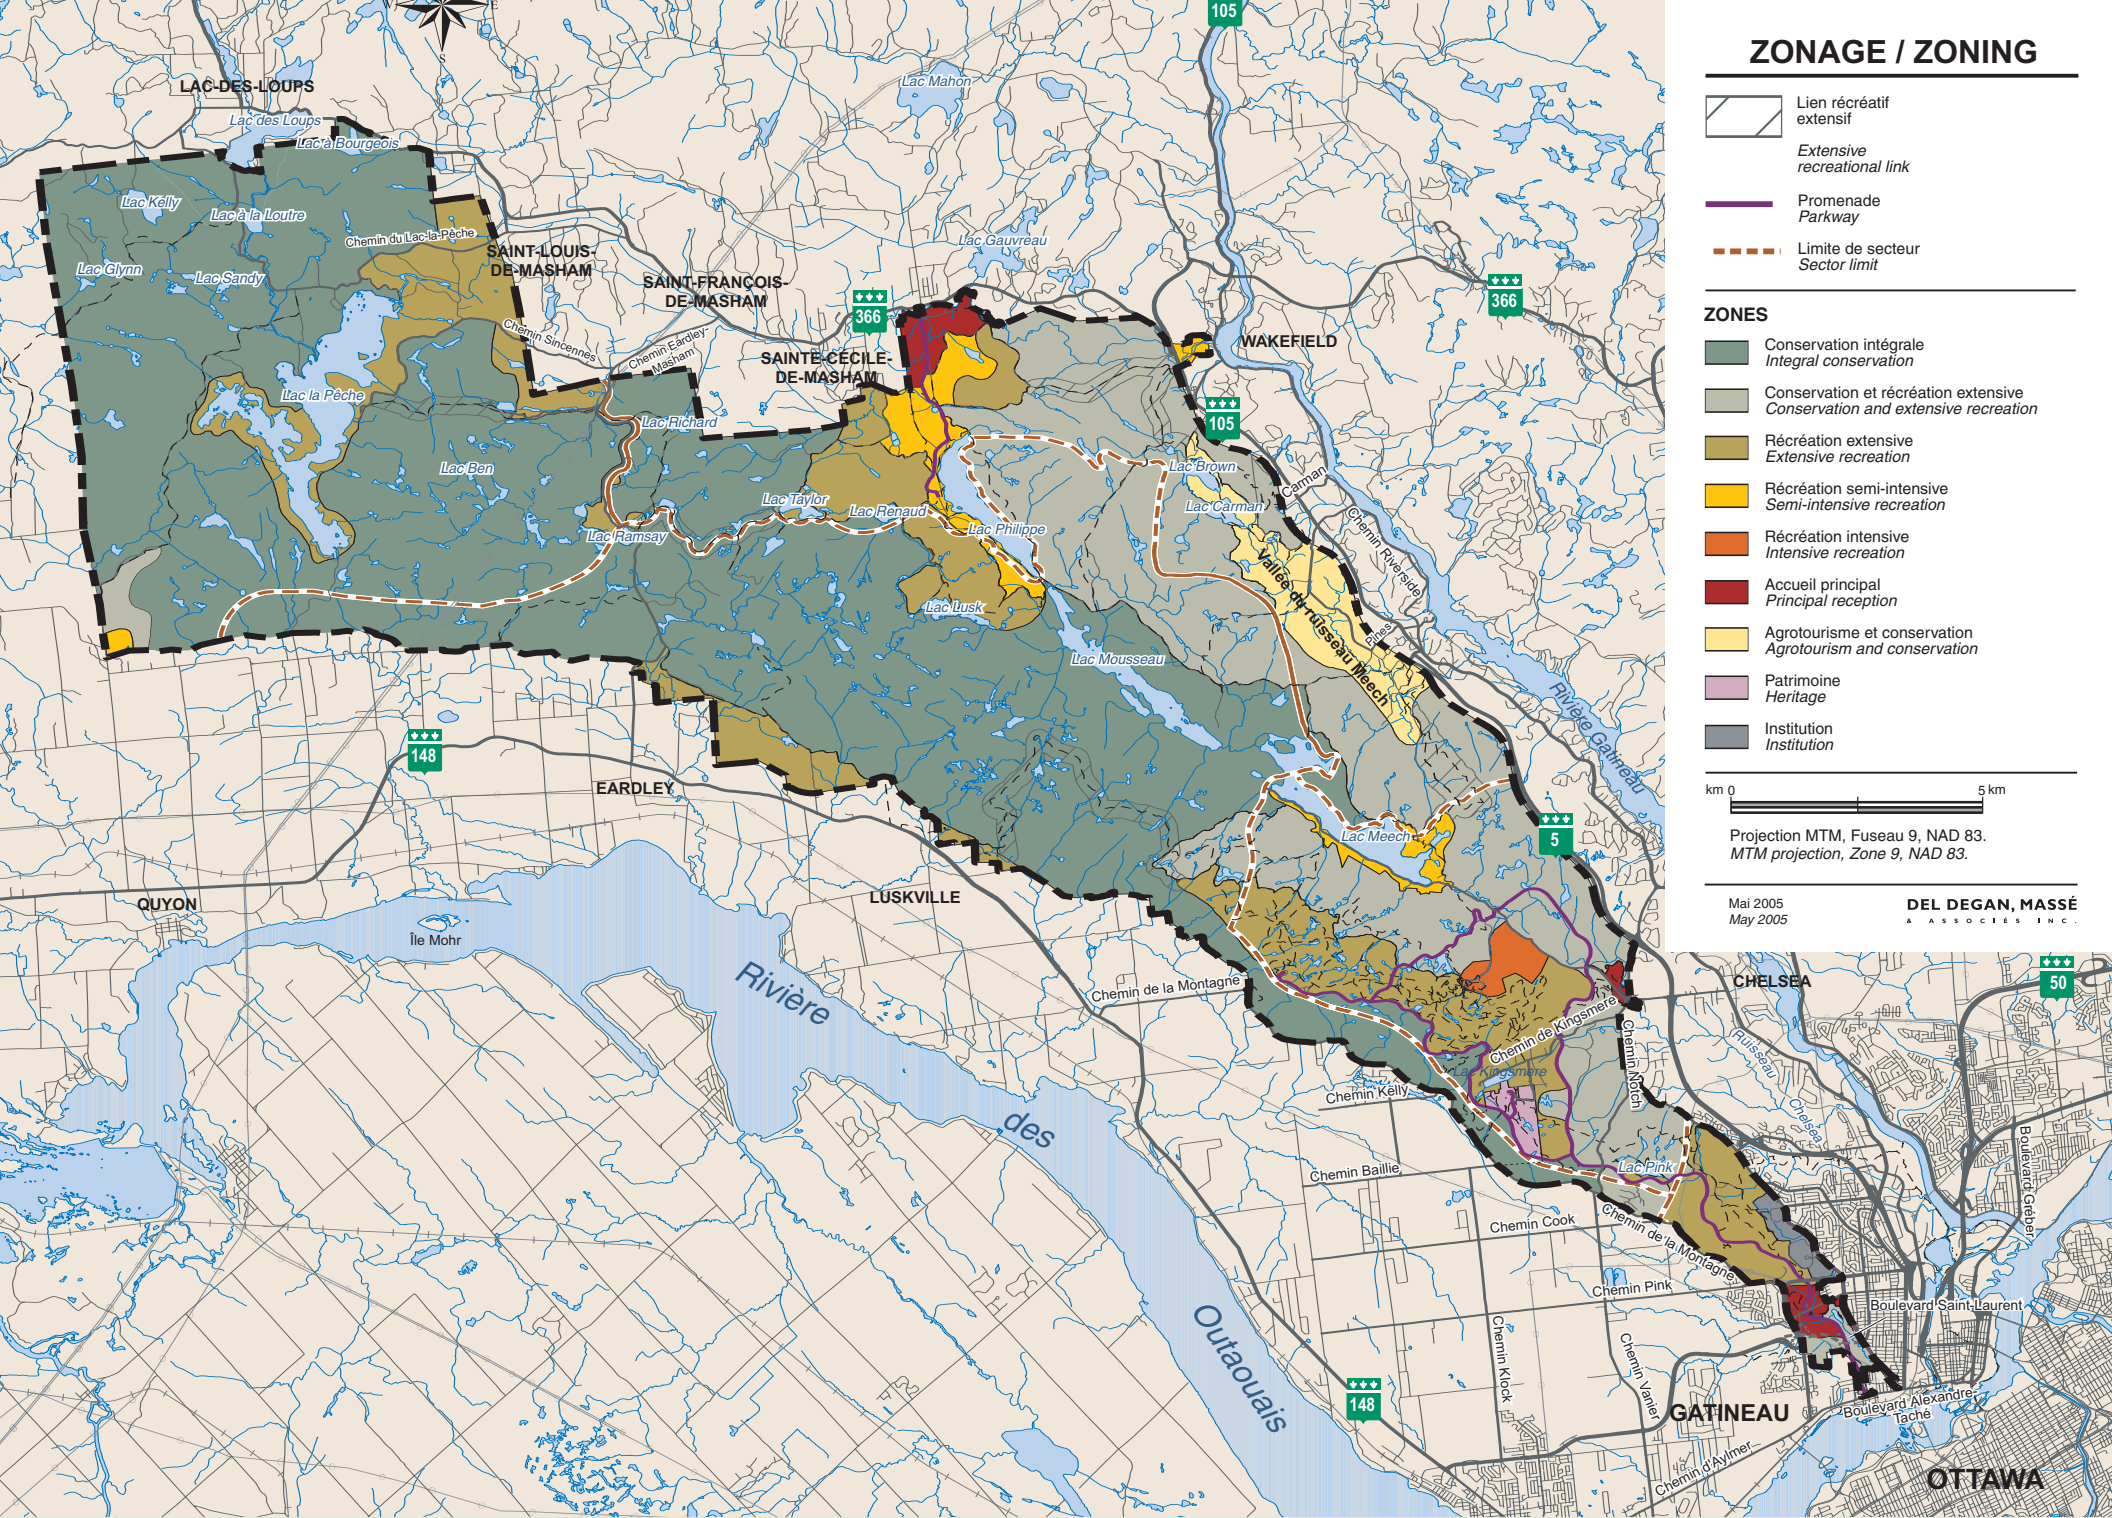 105
E
S
LAC-DES-LOUPS
Lac des Loups
Lac à Bourgeois
Lac Mahon
Lac Kelly
Lac à la Loutre
Chemin du Lac-la-Pêche
Lac Glynn
Lac Sandy
SAINT-LOUIS-
DE-MASHAM
SAINT-FRANÇOIS-
DE-MASHAM
Lac Gauvreau
366
366
Chemin Sincennes
Chemin Eardley-
Masham
SAINTE-CÉCILE-
DE-MASHAM
WAKEFIELD
Lac la Pêche
Lac Richard
105
Lac Ben
Lac Brown
Carman
Lac Taylor
Lac Renaud
Lac Carman
Lac Ramsay
Lac Philippe
Chemin Riverside
Vallée du ruisseau Meech
Lac Lusk
Pines
Lac Mousseau
Rivière Gatineau
148
EARDLEY
Lac Meech
5
LUSKVILLE
QUYON
Île Mohr
Rivière
des
Outaouais
Chemin de la Montagne
CHELSEA
50
Chemin de Kingsmere
Chemin Notch
Ruisseau
Chelsea
Lac Kingsmere
Chemin Kelly
Boulevard Gréber
Chemin Baillie
Lac Pink
Chemin Cook
Chemin de la Montagne
Chemin Pink
Boulevard Saint-Laurent
Chemin Klock
Chemin Vanier
148
GATINEAU
Boulevard Alexandre-
Taché
Chemin d'Aylmer
OTTAWA
ZONAGE / ZONING
Lien récréatif
extensif
Extensive
recreational link
Promenade
Parkway
Limite de secteur
Sector limit
ZONES
Conservation intégrale
Integral conservation
Conservation et récréation extensive
Conservation and extensive recreation
Récréation extensive
Extensive recreation
Récréation semi-intensive
Semi-intensive recreation
Récréation intensive
Intensive recreation
Accueil principal
Principal reception
Agrotourisme et conservation
Agrotourism and conservation
Patrimoine
Heritage
Institution
Institution
km 0 5 km
Projection MTM, Fuseau 9, NAD 83.
MTM projection, Zone 9, NAD 83.
Mai 2005
May 2005
DEL DEGAN, MASSÉ
& ASSOCIÉS INC.